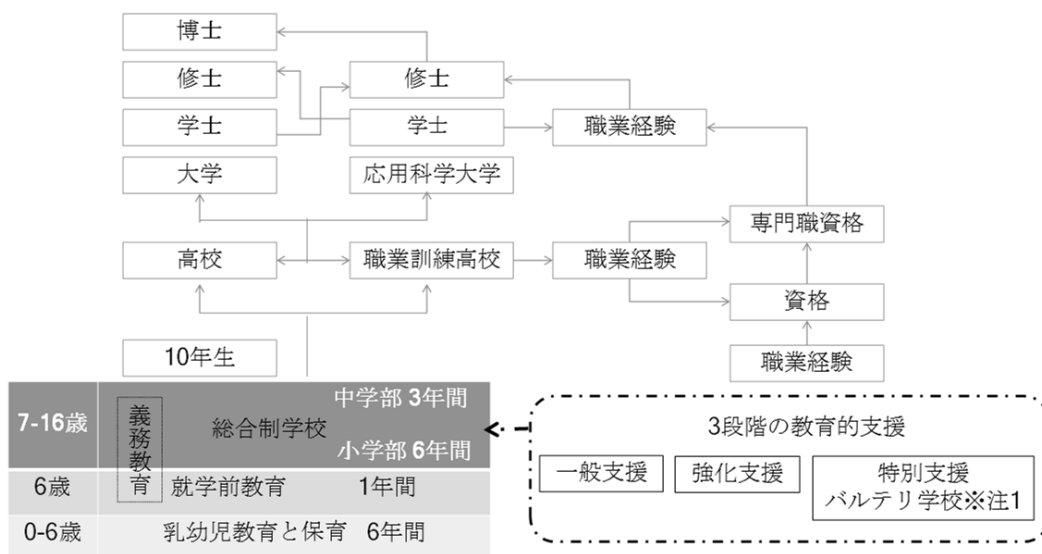 博士
修士
修士
学士
学士
職業経験
大学
応用科学大学
専門職資格
高校
職業訓練高校
職業経験
資格
10年生
職業経験
7-16歳
義務教育
総合制学校
中学部 3年間
小学部 6年間
6歳
就学前教育
1年間
0-6歳
乳幼児教育と保育
6年間
3段階の教育的支援
一般支援
強化支援
特別支援
バルテリ学校※注1